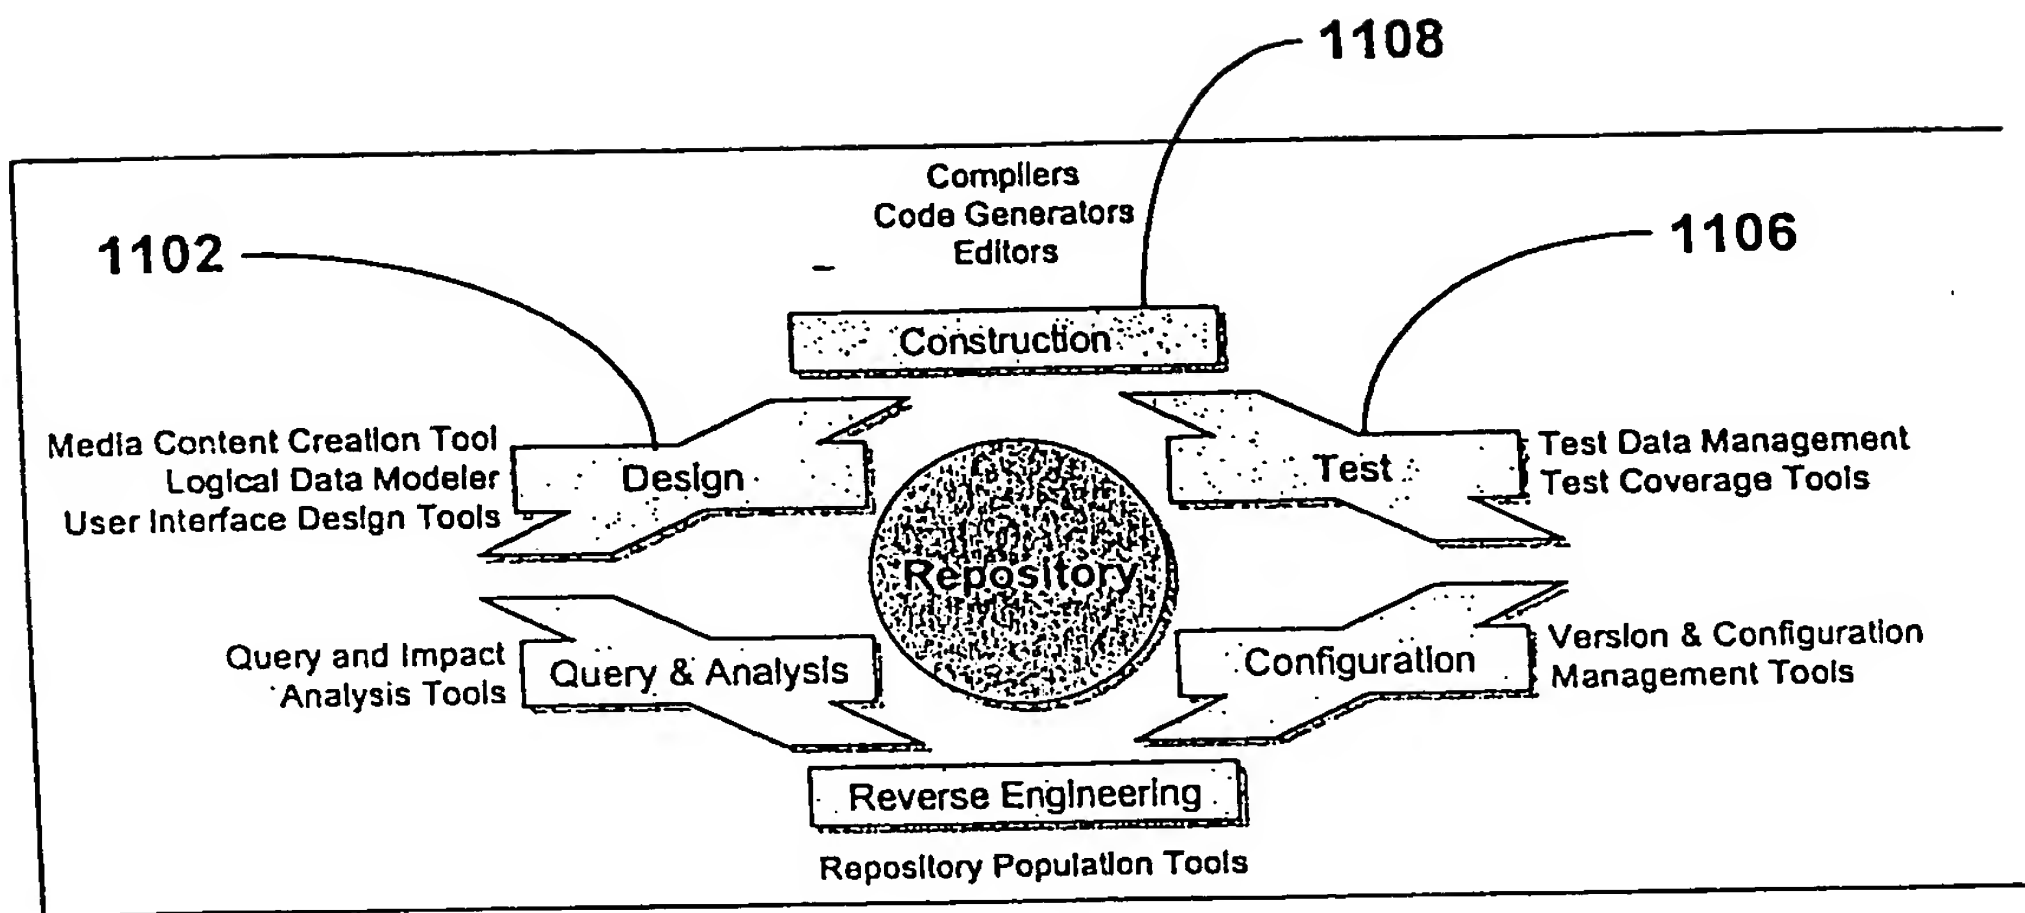 1108
Compilers
Code Generators
Editors
1102
1106
Construction
Media Content Creation Tool
Logical Data Modeler
User Interface Design Tools
Design
Test
Test Data Management
Test Coverage Tools
Repository
Query and Impact
Analysis Tools
Query & Analysis
Configuration
Version & Configuration
Management Tools
Reverse Engineering
Repository Population Tools